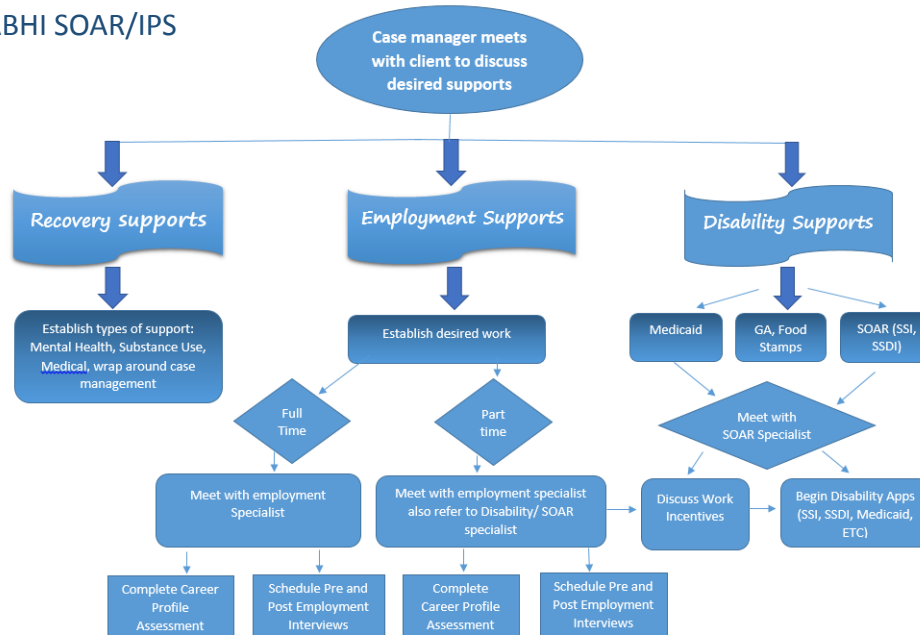 ABHI SOAR/IPS
Case manager meets
with client to discuss
desired supports
Recovery supports
Employment Supports
Disability Supports
Establish types of support:
Mental Health, Substance Use,
Medical, wrap around case
management
Establish desired work
Medicaid
GA, Food
Stamps
SOAR (SSI,
SSDI)
Full
Time
Part
time
Meet with
SOAR Specialist
Meet with employment
Specialist
Meet with employment specialist
also refer to Disability/ SOAR
specialist
Discuss Work
Incentives
Begin Disability Apps
(SSI, SSDI, Medicaid,
ETC)
Complete Career
Profile
Assessment
Schedule Pre and
Post Employment
Interviews
Complete
Career Profile
Assessment
Schedule Pre and
Post Employment
Interviews